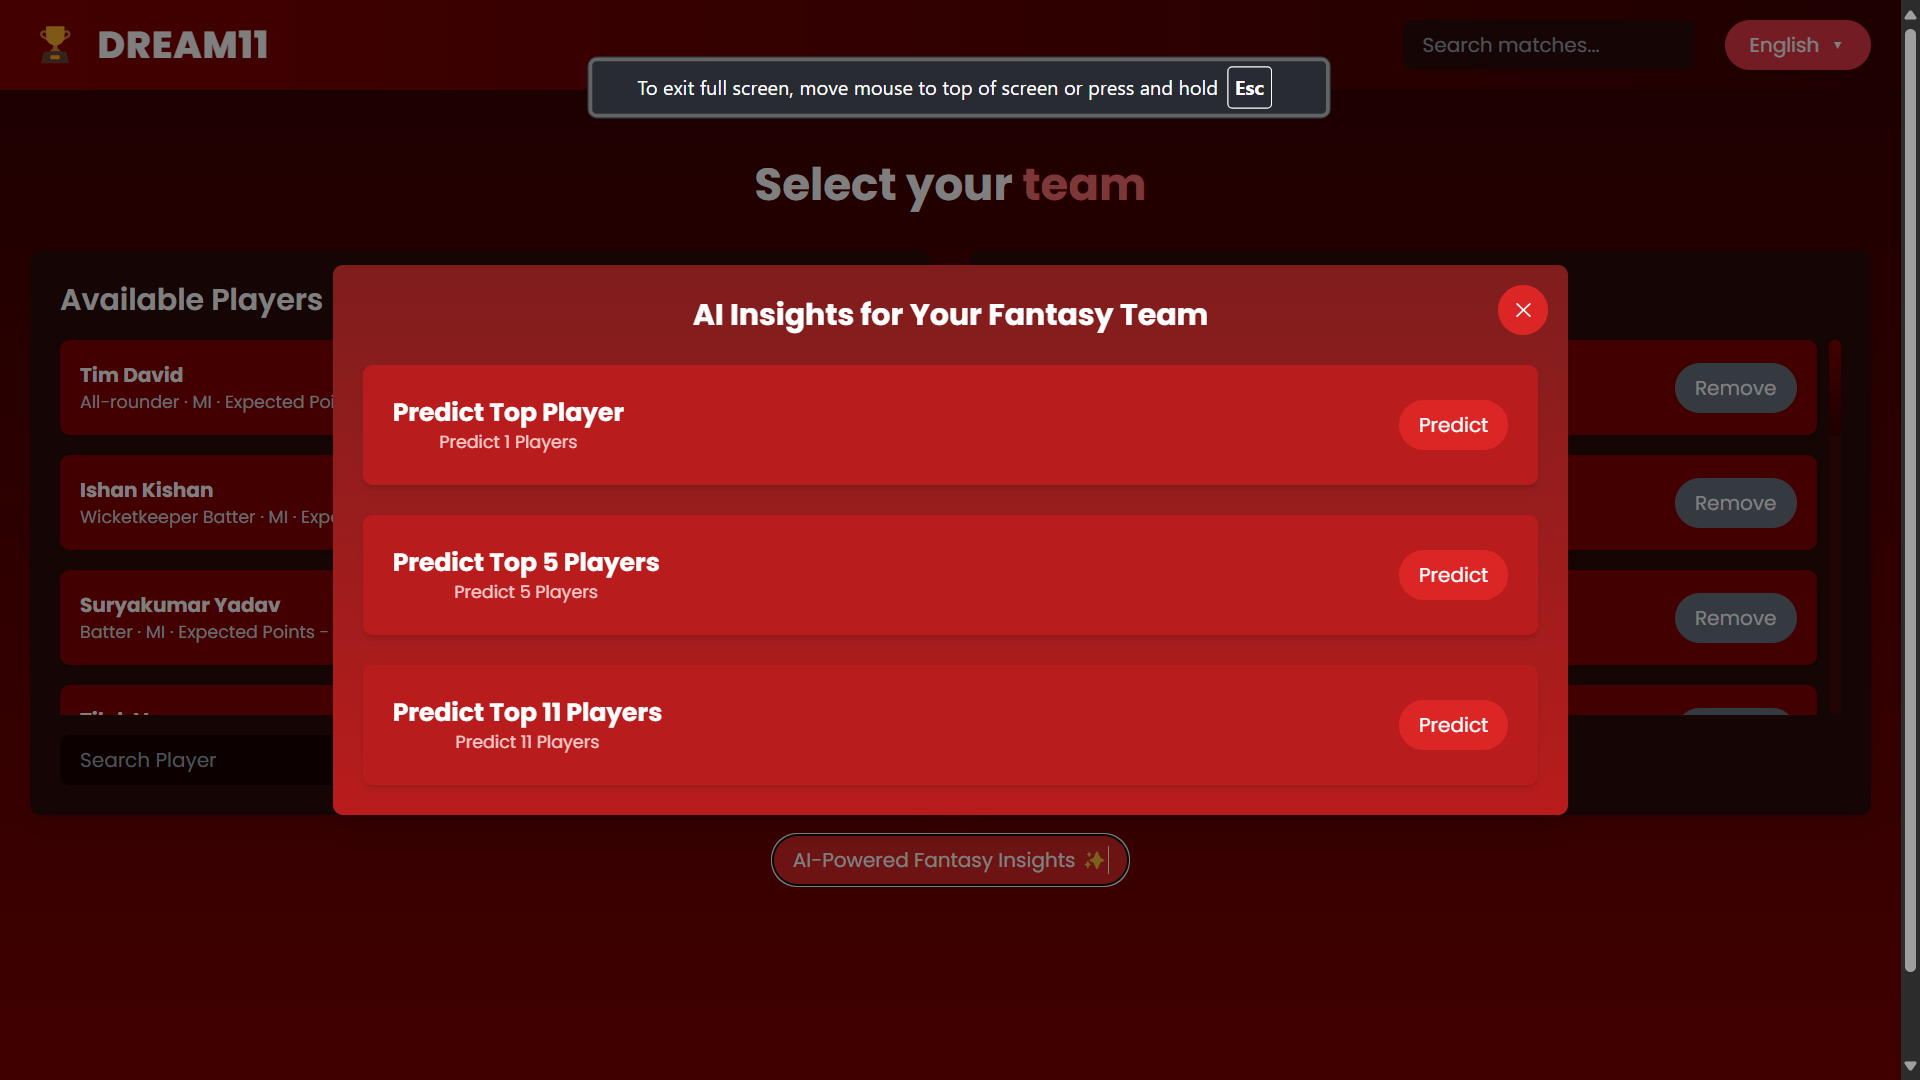 DREAM11
Search matches...
English ▼
To exit full screen, move mouse to top of screen or press and hold Esc
Select your team
Available Players
AI Insights for Your Fantasy Team
Tim David
All-rounder · MI · Expected Poi
Remove
Predict Top Player
Predict 1 Players
Predict
Ishan Kishan
Wicketkeeper Batter · MI · Exp
Remove
Predict Top 5 Players
Predict 5 Players
Predict
Suryakumar Yadav
Batter · MI · Expected Points -
Remove
Predict Top 11 Players
Predict 11 Players
Predict
Search Player
AI-Powered Fantasy Insights ✨|